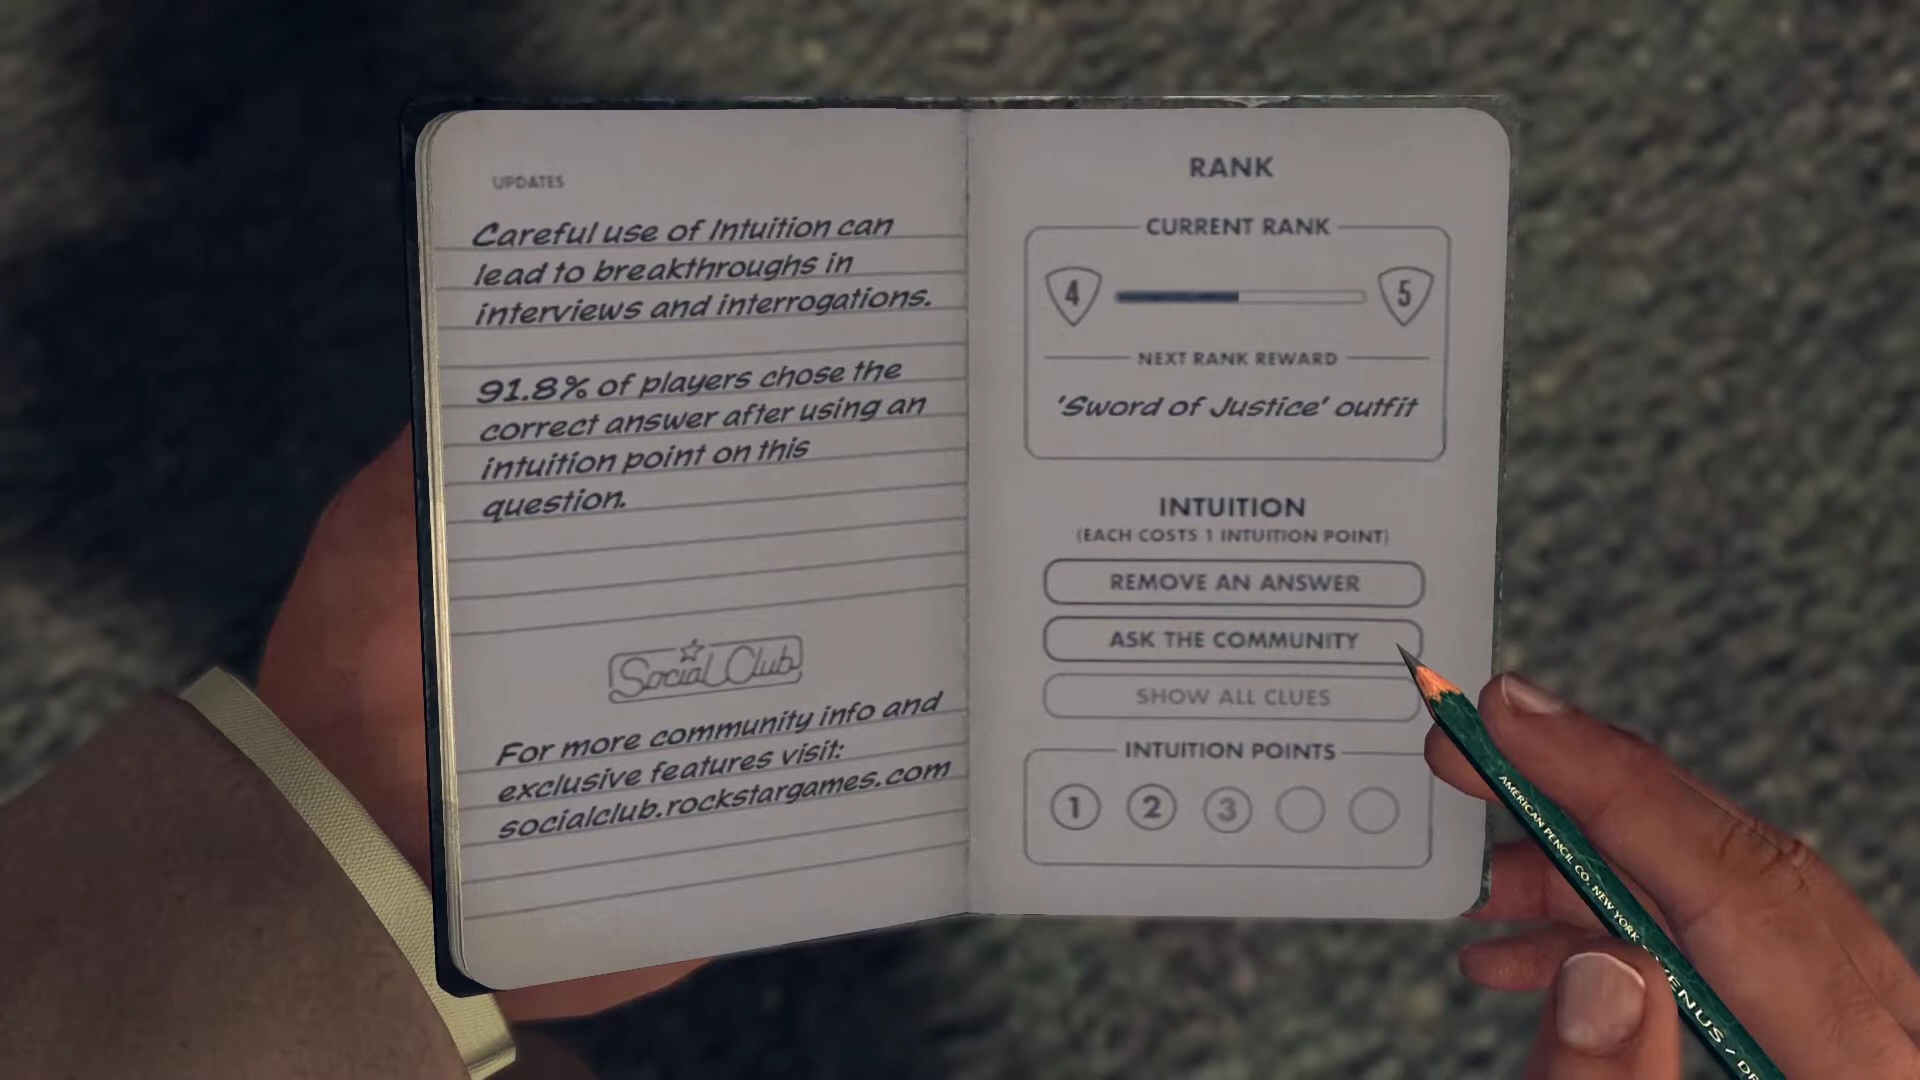 UPDATES
Careful use of Intuition can
lead to breakthroughs in
interviews and interrogations.
91.8% of players chose the
correct answer after using an
intuition point on this
question.
Social Club
For more community info and
exclusive features visit:
socialclub.rockstargames.com
RANK
CURRENT RANK
4 5
NEXT RANK REWARD
'Sword of Justice' outfit
INTUITION
(EACH COSTS 1 INTUITION POINT)
REMOVE AN ANSWER
ASK THE COMMUNITY
SHOW ALL CLUES
INTUITION POINTS
1 2 3
AMERICAN PENCIL CO. NEW YORK